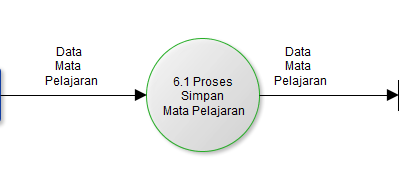 Data
Mata
Pelajaran
6.1 Proses
Simpan
Mata Pelajaran
Data
Mata
Pelajaran